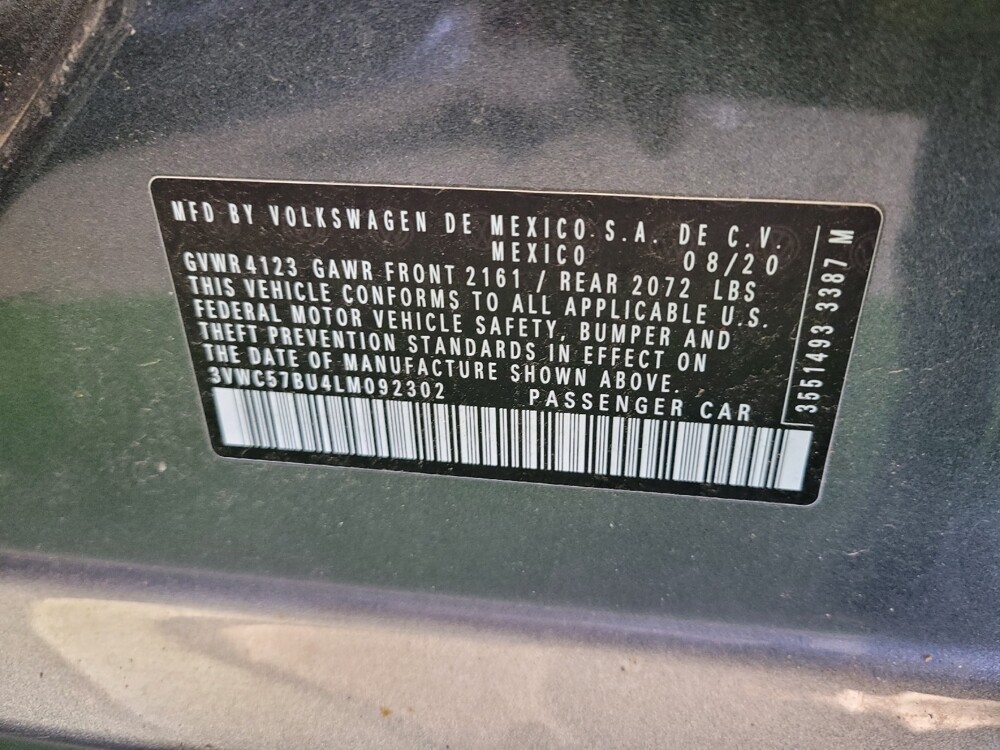 MFD BY VOLKSWAGEN DE MEXICO S.A. DE C.V.
MEXICO 08/20
GVWR 4123 GAWR FRONT 2161 / REAR 2072 LBS
THIS VEHICLE CONFORMS TO ALL APPLICABLE U.S.
FEDERAL MOTOR VEHICLE SAFETY, BUMPER AND
THEFT PREVENTION STANDARDS IN EFFECT ON
THE DATE OF MANUFACTURE SHOWN ABOVE.
3VWC57BU4LM092302 PASSENGER CAR
3551493 3387 M